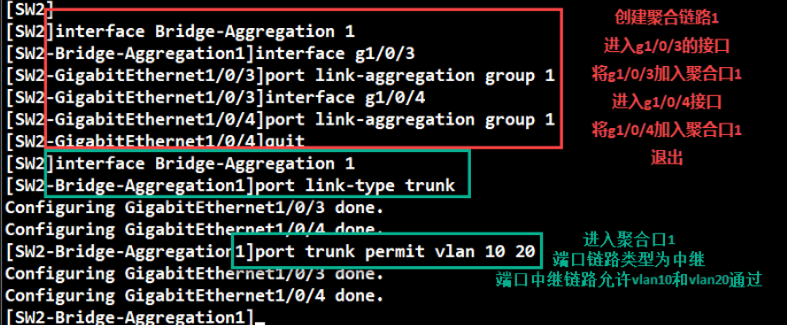 [SW2]
[SW2]interface Bridge-Aggregation 1
[SW2-Bridge-Aggregation1]interface g1/0/3
[SW2-GigabitEthernet1/0/3]port link-aggregation group 1
[SW2-GigabitEthernet1/0/3]interface g1/0/4
[SW2-GigabitEthernet1/0/4]port link-aggregation group 1
[SW2-GigabitEthernet1/0/4]quit
[SW2]interface Bridge-Aggregation 1
[SW2-Bridge-Aggregation1]port link-type trunk
Configuring GigabitEthernet1/0/3 done.
Configuring GigabitEthernet1/0/4 done.
[SW2-Bridge-Aggregation1]port trunk permit vlan 10 20
Configuring GigabitEthernet1/0/3 done.
Configuring GigabitEthernet1/0/4 done.
[SW2-Bridge-Aggregation1]_
创建聚合链路1
进入g1/0/3的接口
将g1/0/3加入聚合口1
进入g1/0/4接口
将g1/0/4加入聚合口1
退出
进入聚合口1
端口链路类型为中继
端口中继链路允许vlan10和vlan20通过